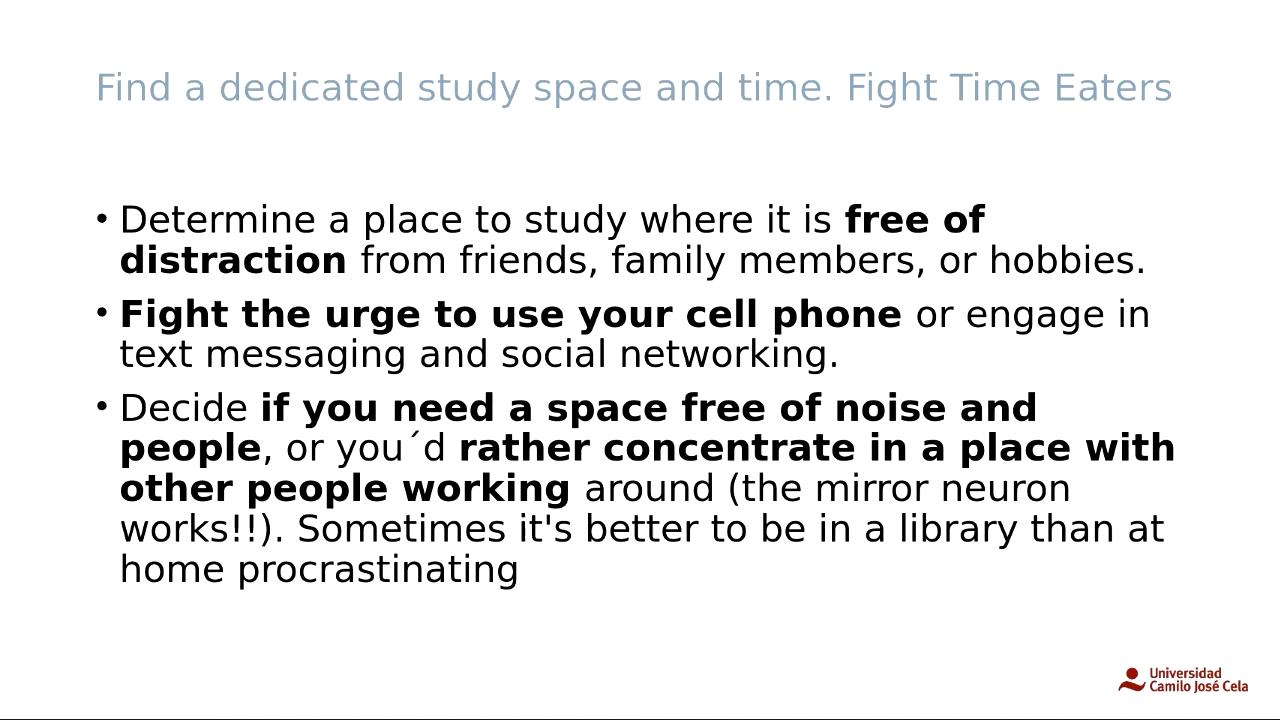 Find a dedicated study space and time. Fight Time Eaters
• Determine a place to study where it is free of
distraction from friends, family members, or hobbies.
• Fight the urge to use your cell phone or engage in
text messaging and social networking.
• Decide if you need a space free of noise and
people, or you´d rather concentrate in a place with
other people working around (the mirror neuron
works!!). Sometimes it's better to be in a library than at
home procrastinating
Universidad
Camilo José Cela